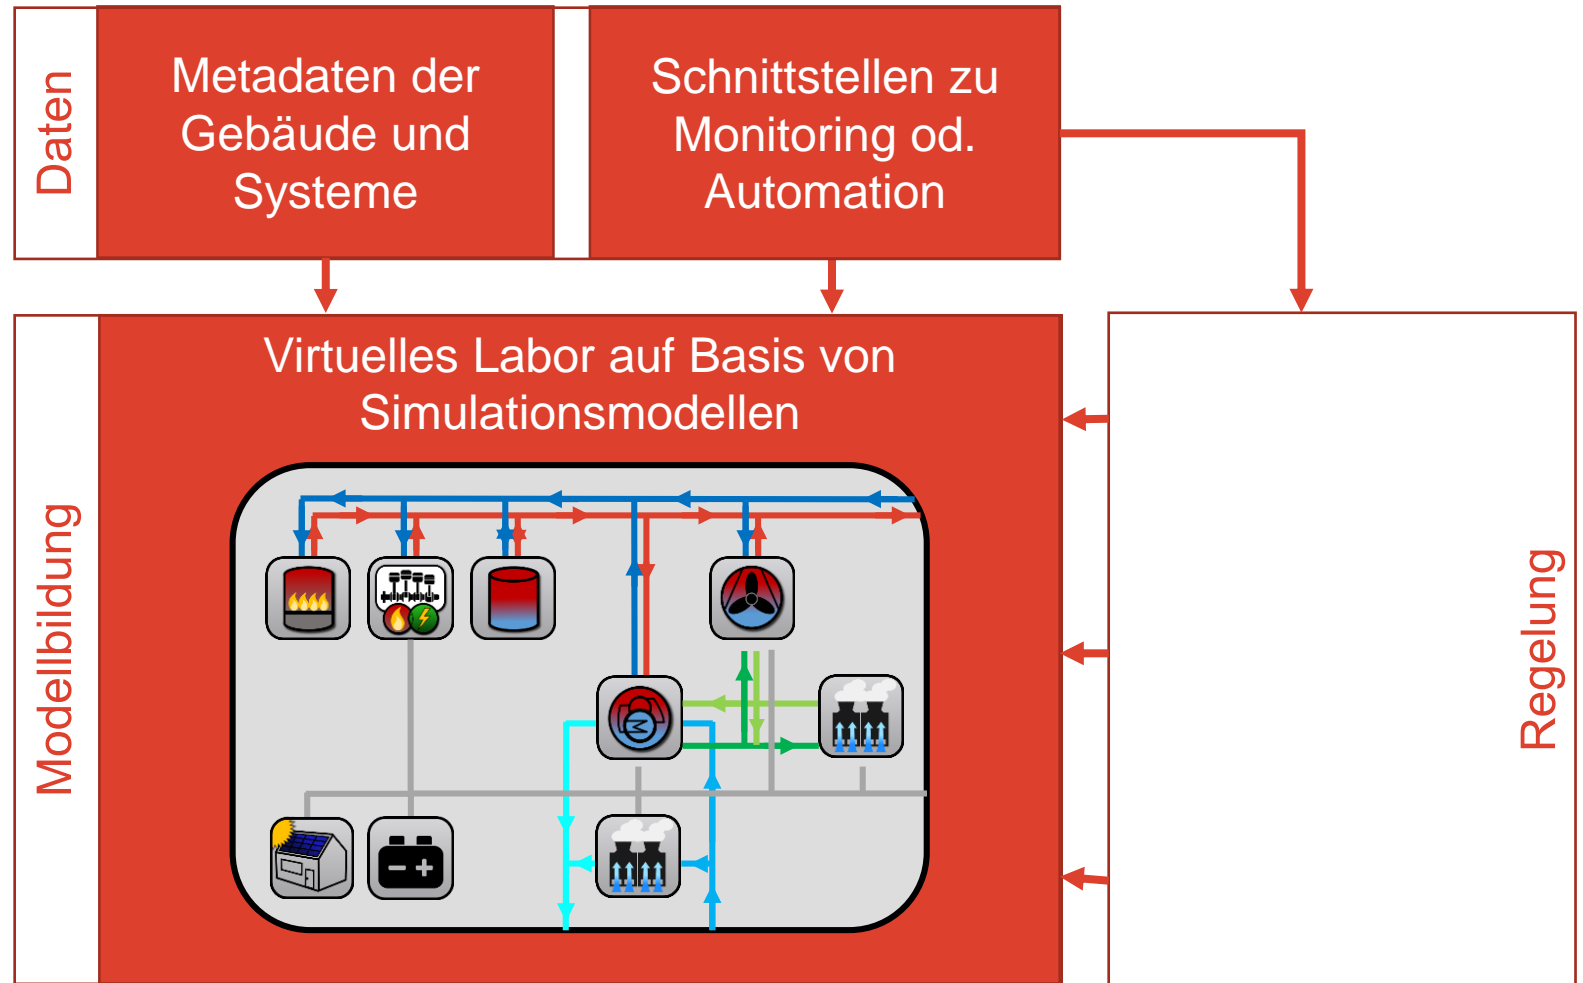 Daten
Metadaten der
Gebäude und
Systeme
Schnittstellen zu
Monitoring od.
Automation
Modellbildung
Virtuelles Labor auf Basis von
Simulationsmodellen
M
Regelung